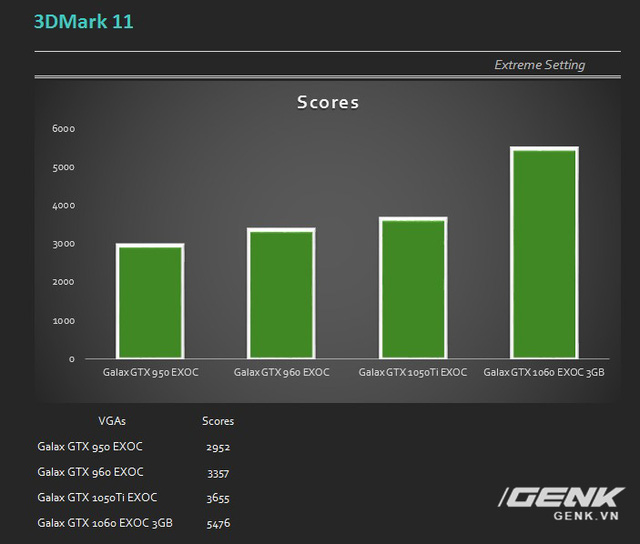 3DMark 11
Extreme Setting
Scores
6000
5000
4000
3000
2000
1000
0
Galax GTX 950 EXOC Galax GTX 960 EXOC Galax GTX 1050Ti EXOC Galax GTX 1060 EXOC 3GB
VGAs Scores
Galax GTX 950 EXOC 2952
Galax GTX 960 EXOC 3357
Galax GTX 1050Ti EXOC 3655
Galax GTX 1060 EXOC 3GB 5476
GENK
GENK.VN